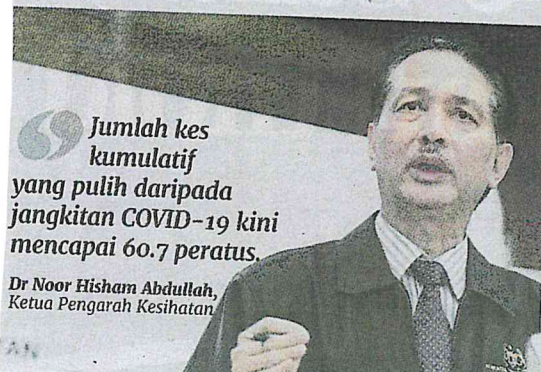 Jumlah kes
kumulatif
yang pulih daripada
jangkitan COVID-19 kini
mencapai 60.7 peratus.
Dr Noor Hisham Abdullah,
Ketua Pengarah Kesihatan